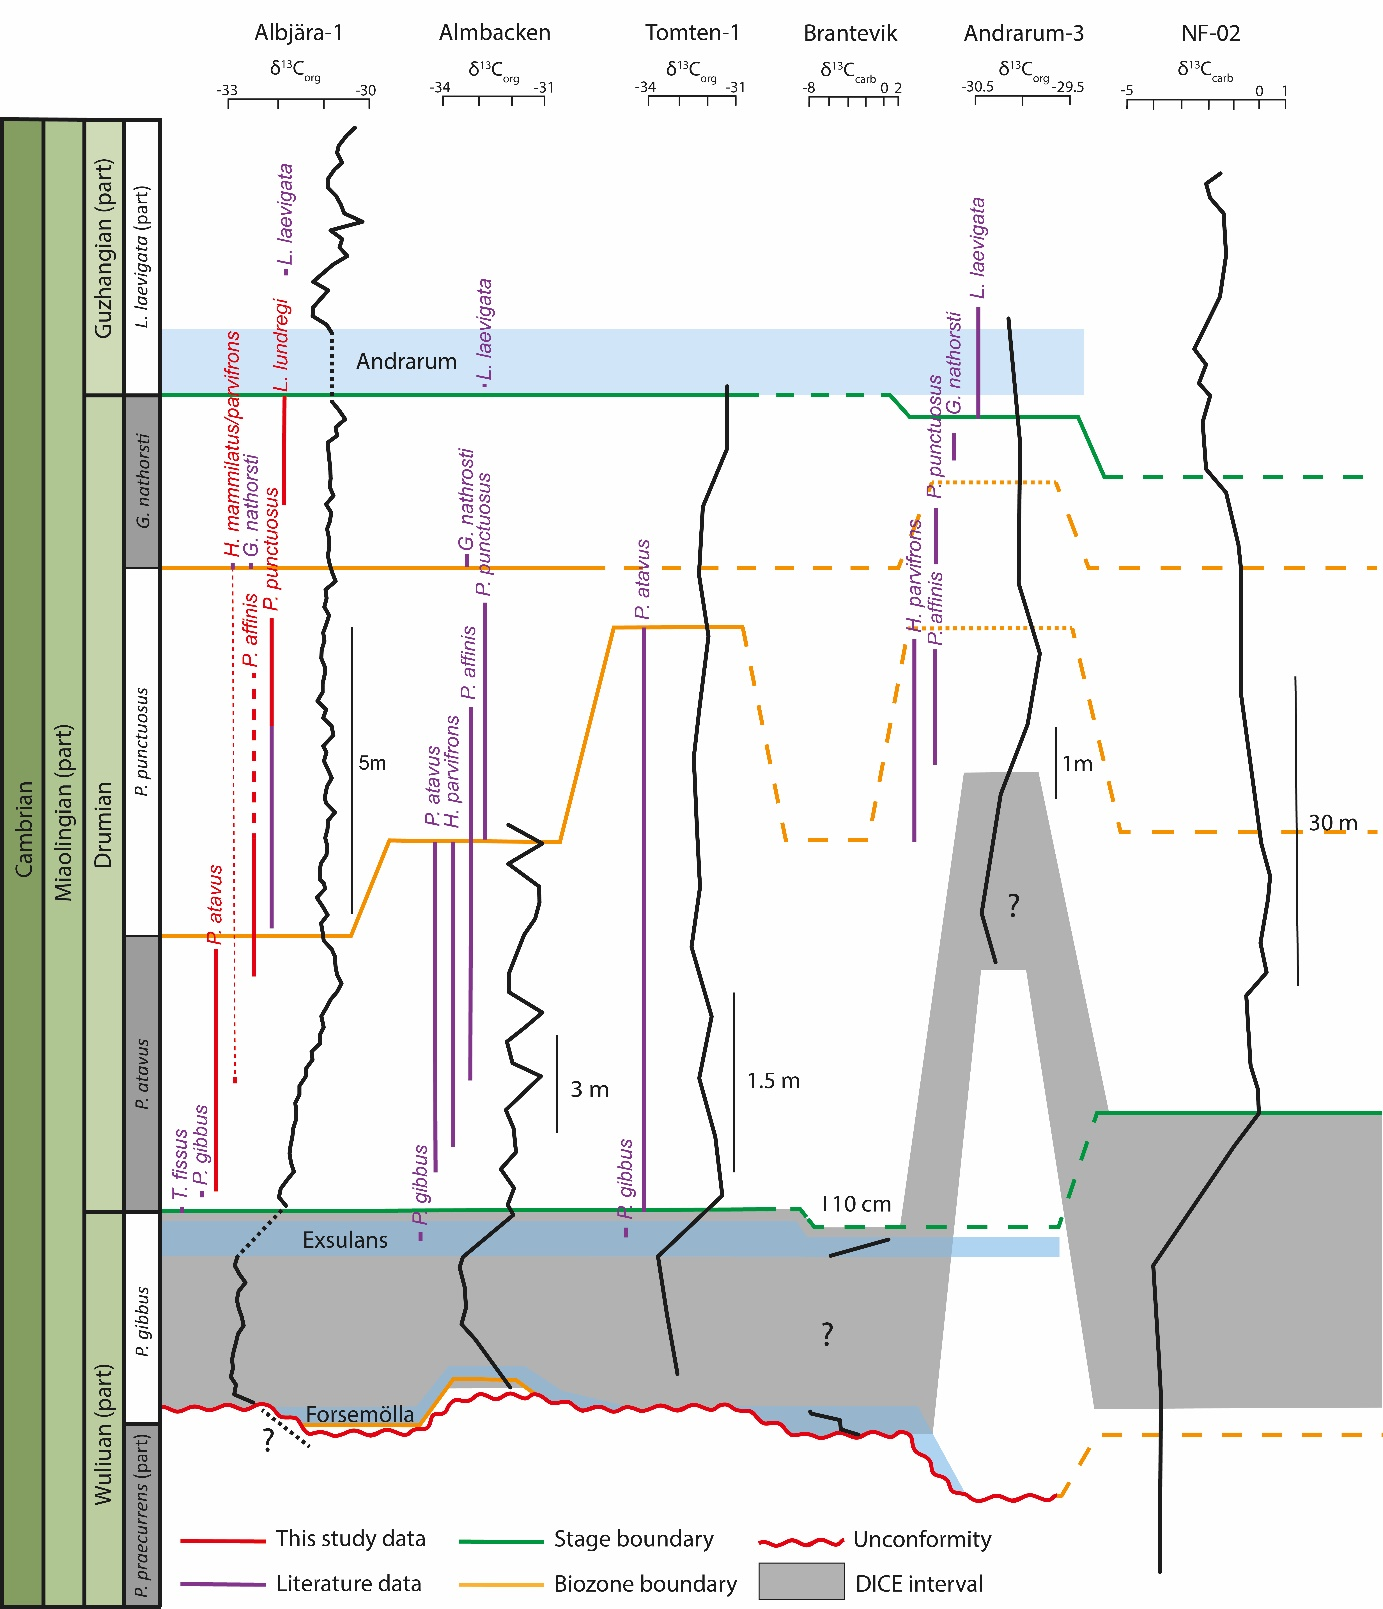 Albjära-1
Almbacken
Tomten-1
Brantevik
Andrarum-3
NF-02
δ¹³Corg
δ¹³Corg
δ¹³Corg
δ¹³Ccarb
δ¹³Corg
δ¹³Ccarb
-33 -30
-34 -31
-34 -31
-8 0 2
-30.5 -29.5
-5 0 1
Cambrian
Miaolingian (part)
Guzhangian (part)
Drumian
Wuliuan (part)
L. laevigata (part)
G. nathorsti
P. punctuosus
P. atavus
P. gibbus
P. praecurrens (part)
L. laevigata
L. lundregi
H. mammilatus/parvifrons
G. nathorsti
P. punctuosus
P. affinis
P. atavus
T. fissus
P. gibbus
Andrarum
5m
L. laevigata
G. nathrosti
P. punctuosus
P. affinis
P. atavus
H. parvifrons
P. gibbus
3 m
P. atavus
P. gibbus
1.5 m
10 cm
L. laevigata
G. nathorsti
P. punctuosus
H. parvifrons
P. affinis
1m
?
30 m
Exsulans
?
Forsemölla
?
This study data
Stage boundary
Unconformity
Literature data
Biozone boundary
DICE interval